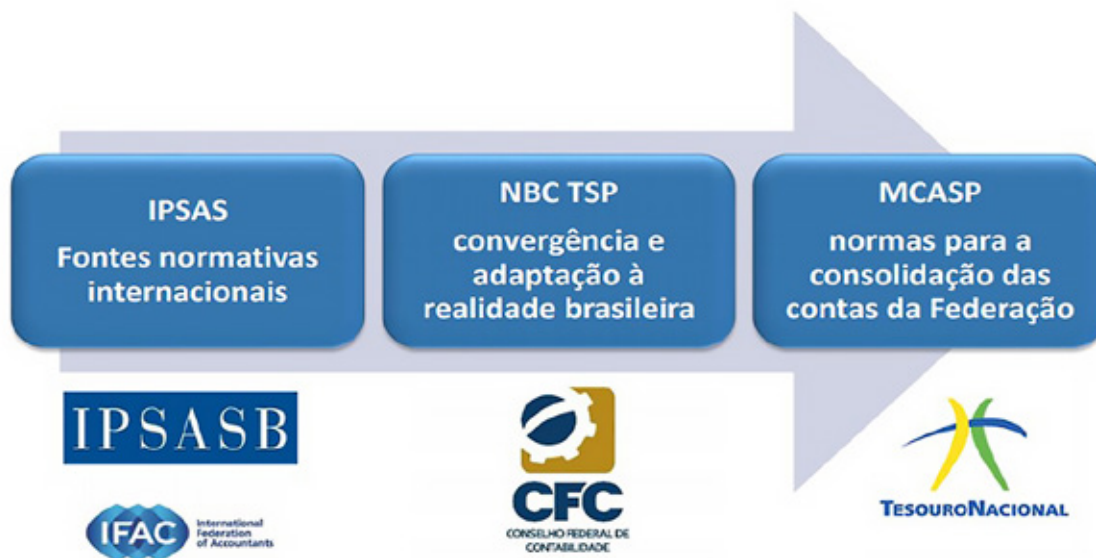 IPSAS
Fontes normativas
internacionais
NBC TSP
convergência e
adaptação à
realidade brasileira
MCASP
normas para a
consolidação das
contas da Federação
IPSASB
IFAC
International
Federation
of Accountants
CFC
CONSELHO FEDERAL DE
CONTABILIDADE
TESOURONACIONAL